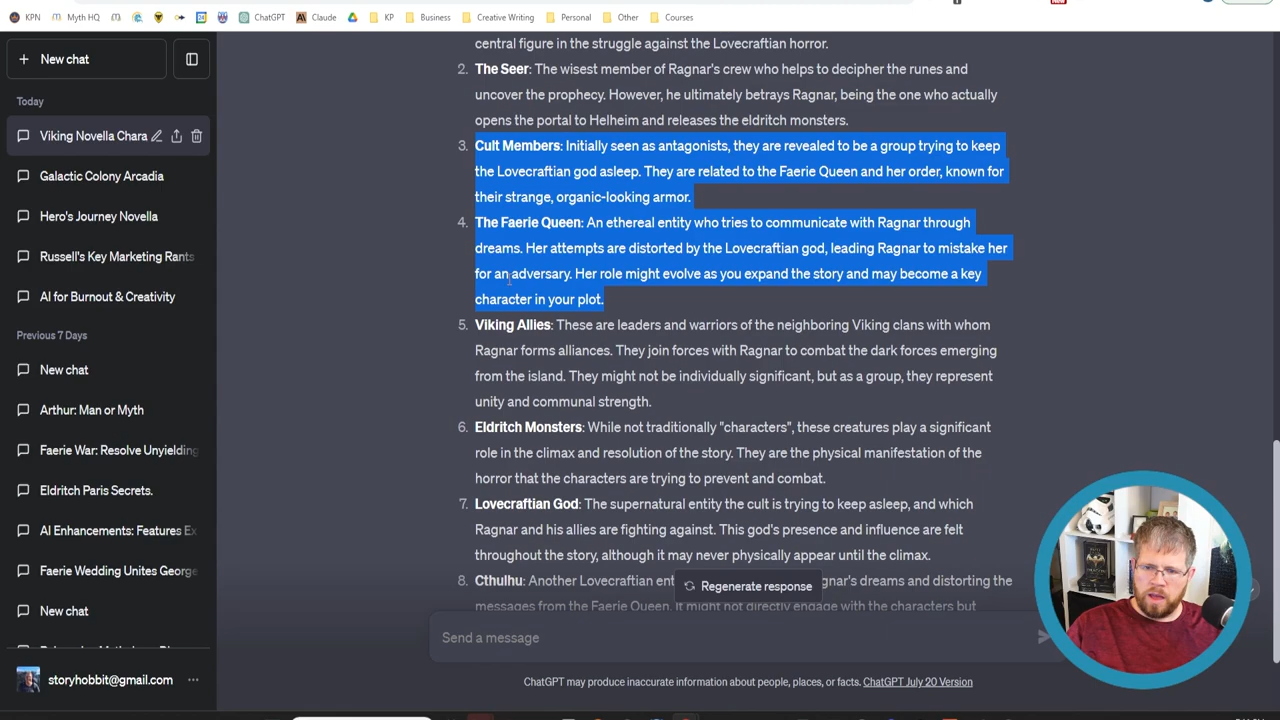 KPN
Myth HQ
24
ChatGPT
Claude
KP
Business
Creative Writing
Personal
Other
Courses
New chat
Today
Viking Novella Chara
Galactic Colony Arcadia
Hero's Journey Novella
Russell's Key Marketing Rants
AI for Burnout & Creativity
Previous 7 Days
New chat
Arthur: Man or Myth
Faerie War: Resolve Unyielding
Eldritch Paris Secrets.
AI Enhancements: Features Ex
Faerie Wedding Unites George
New chat
storyhobbit@gmail.com
central figure in the struggle against the Lovecraftian horror.
2. The Seer: The wisest member of Ragnar's crew who helps to decipher the runes and
uncover the prophecy. However, he ultimately betrays Ragnar, being the one who actually
opens the portal to Helheim and releases the eldritch monsters.
3. Cult Members: Initially seen as antagonists, they are revealed to be a group trying to keep
the Lovecraftian god asleep. They are related to the Faerie Queen and her order, known for
their strange, organic-looking armor.
4. The Faerie Queen: An ethereal entity who tries to communicate with Ragnar through
dreams. Her attempts are distorted by the Lovecraftian god, leading Ragnar to mistake her
for an adversary. Her role might evolve as you expand the story and may become a key
character in your plot.
5. Viking Allies: These are leaders and warriors of the neighboring Viking clans with whom
Ragnar forms alliances. They join forces with Ragnar to combat the dark forces emerging
from the island. They might not be individually significant, but as a group, they represent
unity and communal strength.
6. Eldritch Monsters: While not traditionally "characters", these creatures play a significant
role in the climax and resolution of the story. They are the physical manifestation of the
horror that the characters are trying to prevent and combat.
7. Lovecraftian God: The supernatural entity the cult is trying to keep asleep, and which
Ragnar and his allies are fighting against. This god's presence and influence are felt
throughout the story, although it may never physically appear until the climax.
8. Cthulhu: Another Lovecraftian ent
Regenerate response
agnar's dreams and distorting the
messages from the Faerie Queen. It might not directly engage with the characters but
Send a message
ChatGPT may produce inaccurate information about people, places, or facts. ChatGPT July 20 Version